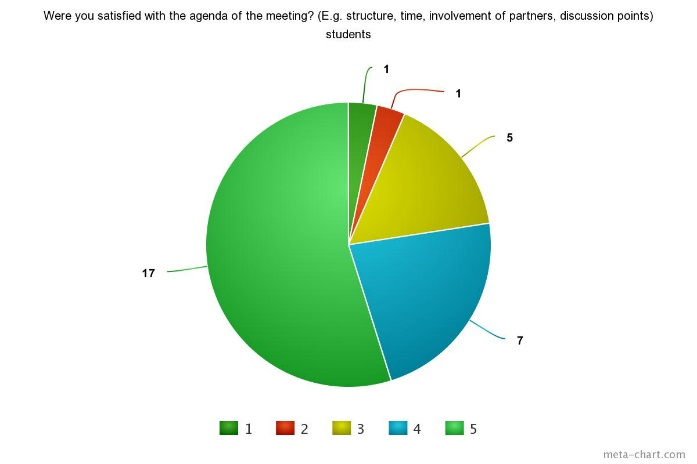 Were you satisfied with the agenda of the meeting? (E.g. structure, time, involvement of partners, discussion points)
students
1
1
5
17
7
1 2 3 4 5
meta-chart.com